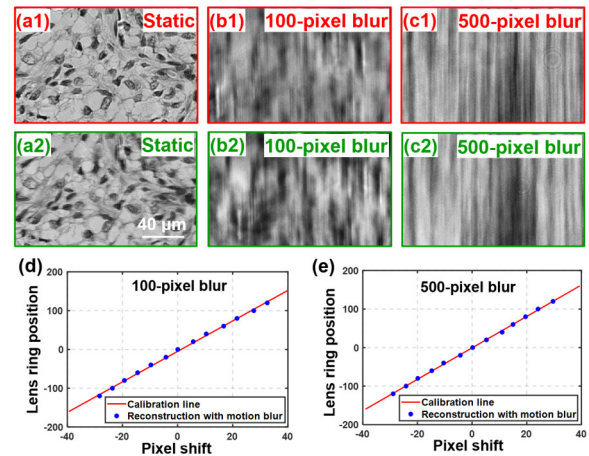 (a1) Static
(b1) 100-pixel blur
(c1) 500-pixel blur
(a2) Static
40 μm
(b2) 100-pixel blur
(c2) 500-pixel blur
(d)
100-pixel blur
Lens ring position
200
100
0
-100
-200
-40 -20 0 20 40
Pixel shift
Calibration line
Reconstruction with motion blur
(e)
500-pixel blur
Lens ring position
200
100
0
-100
-200
-40 -20 0 20 40
Pixel shift
Calibration line
Reconstruction with motion blur